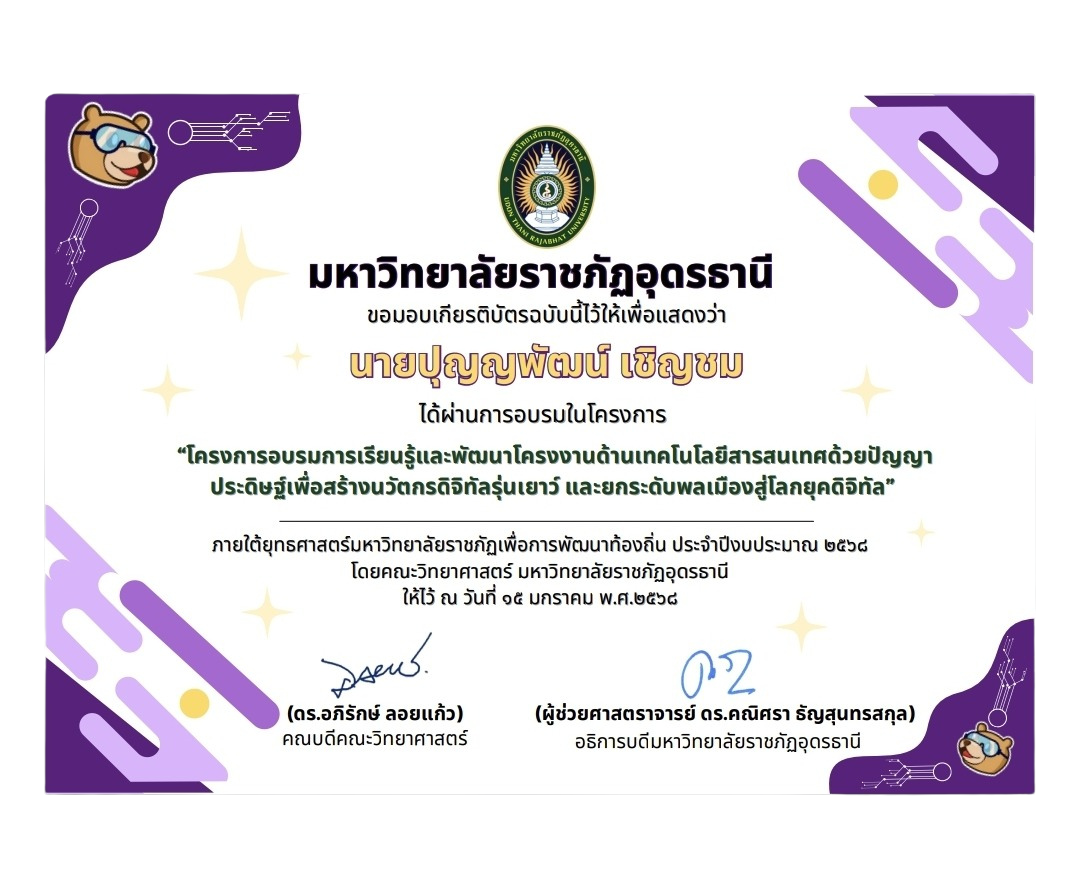 มหาวิทยาลัยราชภัฏอุดรธานี
UDON THANI RAJABHAT UNIVERSITY
มหาวิทยาลัยราชภัฏอุดรธานี
ขอมอบเกียรติบัตรฉบับนี้ไว้ให้เพื่อแสดงว่า
นายปุญญพัฒน์ เชิญชม
ได้ผ่านการอบรมในโครงการ
“โครงการอบรมการเรียนรู้และพัฒนาโครงงานด้านเทคโนโลยีสารสนเทศด้วยปัญญา
ประดิษฐ์เพื่อสร้างนวัตกรดิจิทัลรุ่นเยาว์ และยกระดับพลเมืองสู่โลกยุคดิจิทัล”
ภายใต้ยุทธศาสตร์มหาวิทยาลัยราชภัฏเพื่อการพัฒนาท้องถิ่น ประจำปีงบประมาณ ๒๕๖๘
โดยคณะวิทยาศาสตร์ มหาวิทยาลัยราชภัฏอุดรธานี
ให้ไว้ ณ วันที่ ๑๕ มกราคม พ.ศ.๒๕๖๘
(ดร.อภิรักษ์ ลอยแก้ว)
คณบดีคณะวิทยาศาสตร์
(ผู้ช่วยศาสตราจารย์ ดร.คณิศรา ธัญสุนทรสกุล)
อธิการบดีมหาวิทยาลัยราชภัฏอุดรธานี